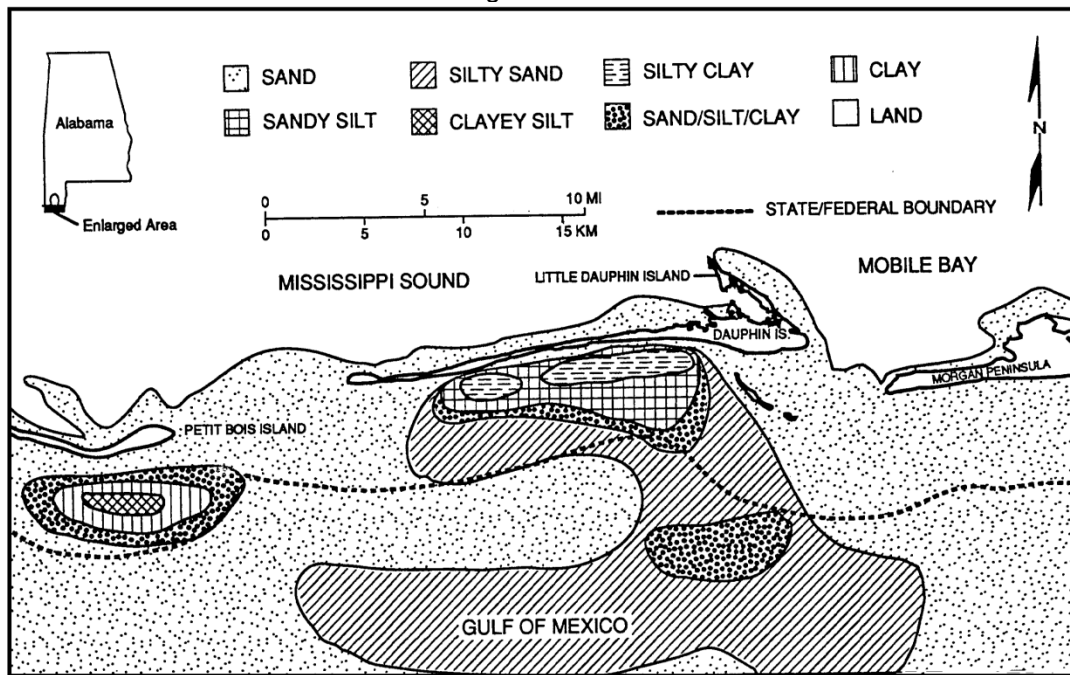 Alabama
Enlarged Area
SAND
SILTY SAND
SILTY CLAY
CLAY
SANDY SILT
CLAYEY SILT
SAND/SILT/CLAY
LAND
N
0 5 10 MI
0 5 10 15 KM
STATE/FEDERAL BOUNDARY
MISSISSIPPI SOUND
LITTLE DAUPHIN ISLAND
MOBILE BAY
DAUPHIN IS.
MORGAN PENINSULA
PETIT BOIS ISLAND
GULF OF MEXICO